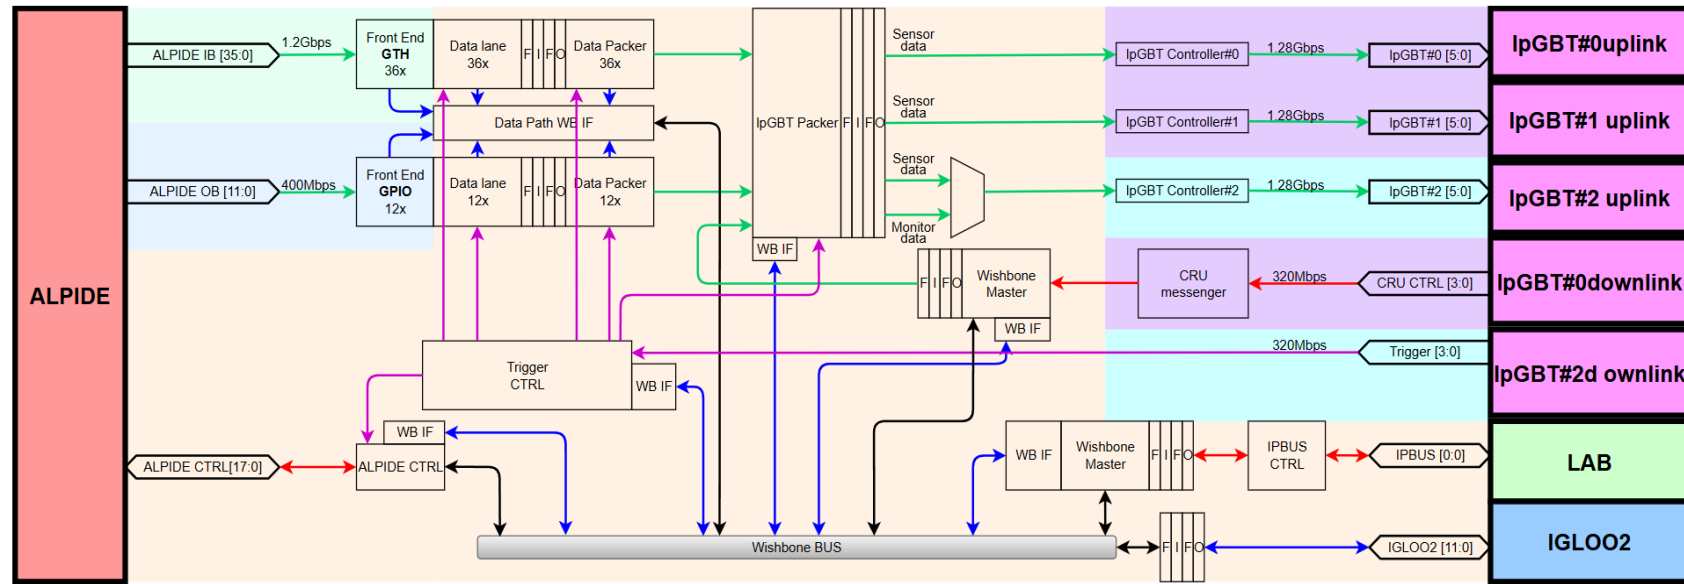 ALPIDE
ALPIDE IB [35:0]
1.2Gbps
Front End
GTH
36x
Data lane
36x
F I F O
Data Packer
36x
Data Path WB IF
ALPIDE OB [11:0]
400Mbps
Front End
GPIO
12x
Data lane
12x
F I F O
Data Packer
12x
lpGBT Packer
F I F O
WB IF
Sensor
data
Sensor
data
Sensor
data
Monitor
data
lpGBT Controller#0
1.28Gbps
lpGBT#0 [5:0]
lpGBT#0uplink
lpGBT Controller#1
1.28Gbps
lpGBT#1 [5:0]
lpGBT#1 uplink
lpGBT Controller#2
1.28Gbps
lpGBT#2 [5:0]
lpGBT#2 uplink
F I F O
Wishbone
Master
WB IF
CRU
messenger
320Mbps
CRU CTRL [3:0]
lpGBT#0downlink
Trigger
CTRL
WB IF
320Mbps
Trigger [3:0]
lpGBT#2d ownlink
WB IF
ALPIDE CTRL
ALPIDE CTRL[17:0]
WB IF
Wishbone
Master
F I F O
IPBUS
CTRL
IPBUS [0:0]
LAB
Wishbone BUS
F I F O
IGLOO2 [11:0]
IGLOO2